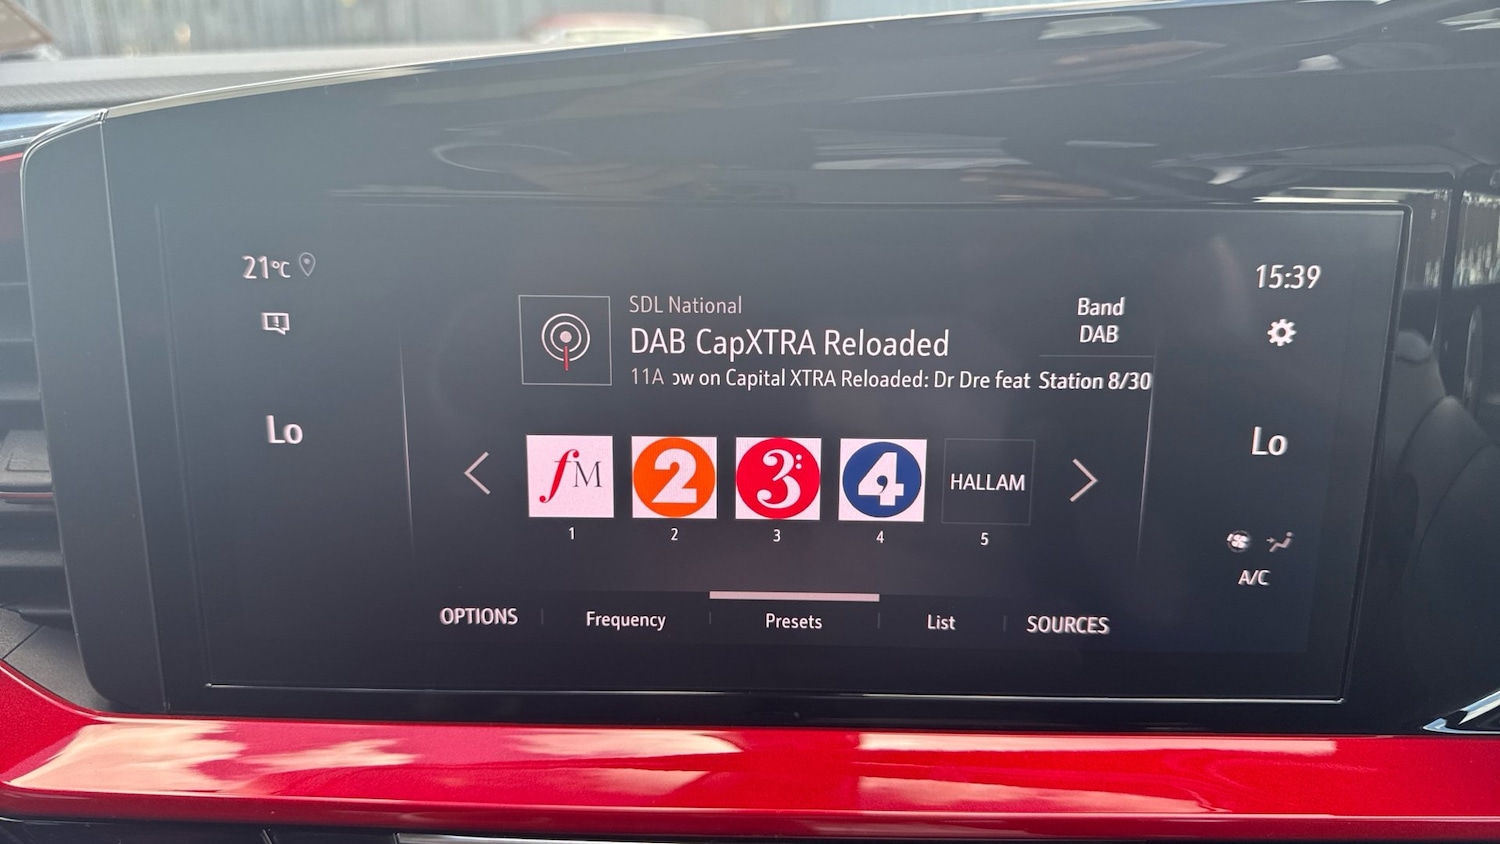 21°C
15:39
SDL National
DAB CapXTRA Reloaded
11A ow on Capital XTRA Reloaded: Dr Dre feat
Band
DAB
Station 8/30
Lo
Lo
fM
2
3
4
HALLAM
1
2
3
4
5
A/C
OPTIONS
Frequency
Presets
List
SOURCES